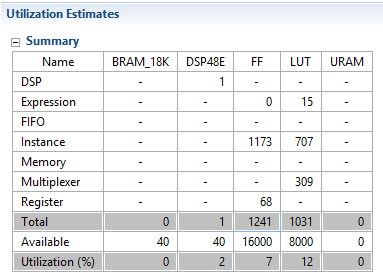 Utilization Estimates
Summary
Name BRAM_18K DSP48E FF LUT URAM
DSP - 1 - - -
Expression - - 0 15 -
FIFO - - - - -
Instance - - 1173 707 -
Memory - - - - -
Multiplexer - - - 309 -
Register - - 68 - -
Total 0 1 1241 1031 0
Available 40 40 16000 8000 0
Utilization (%) 0 2 7 12 0